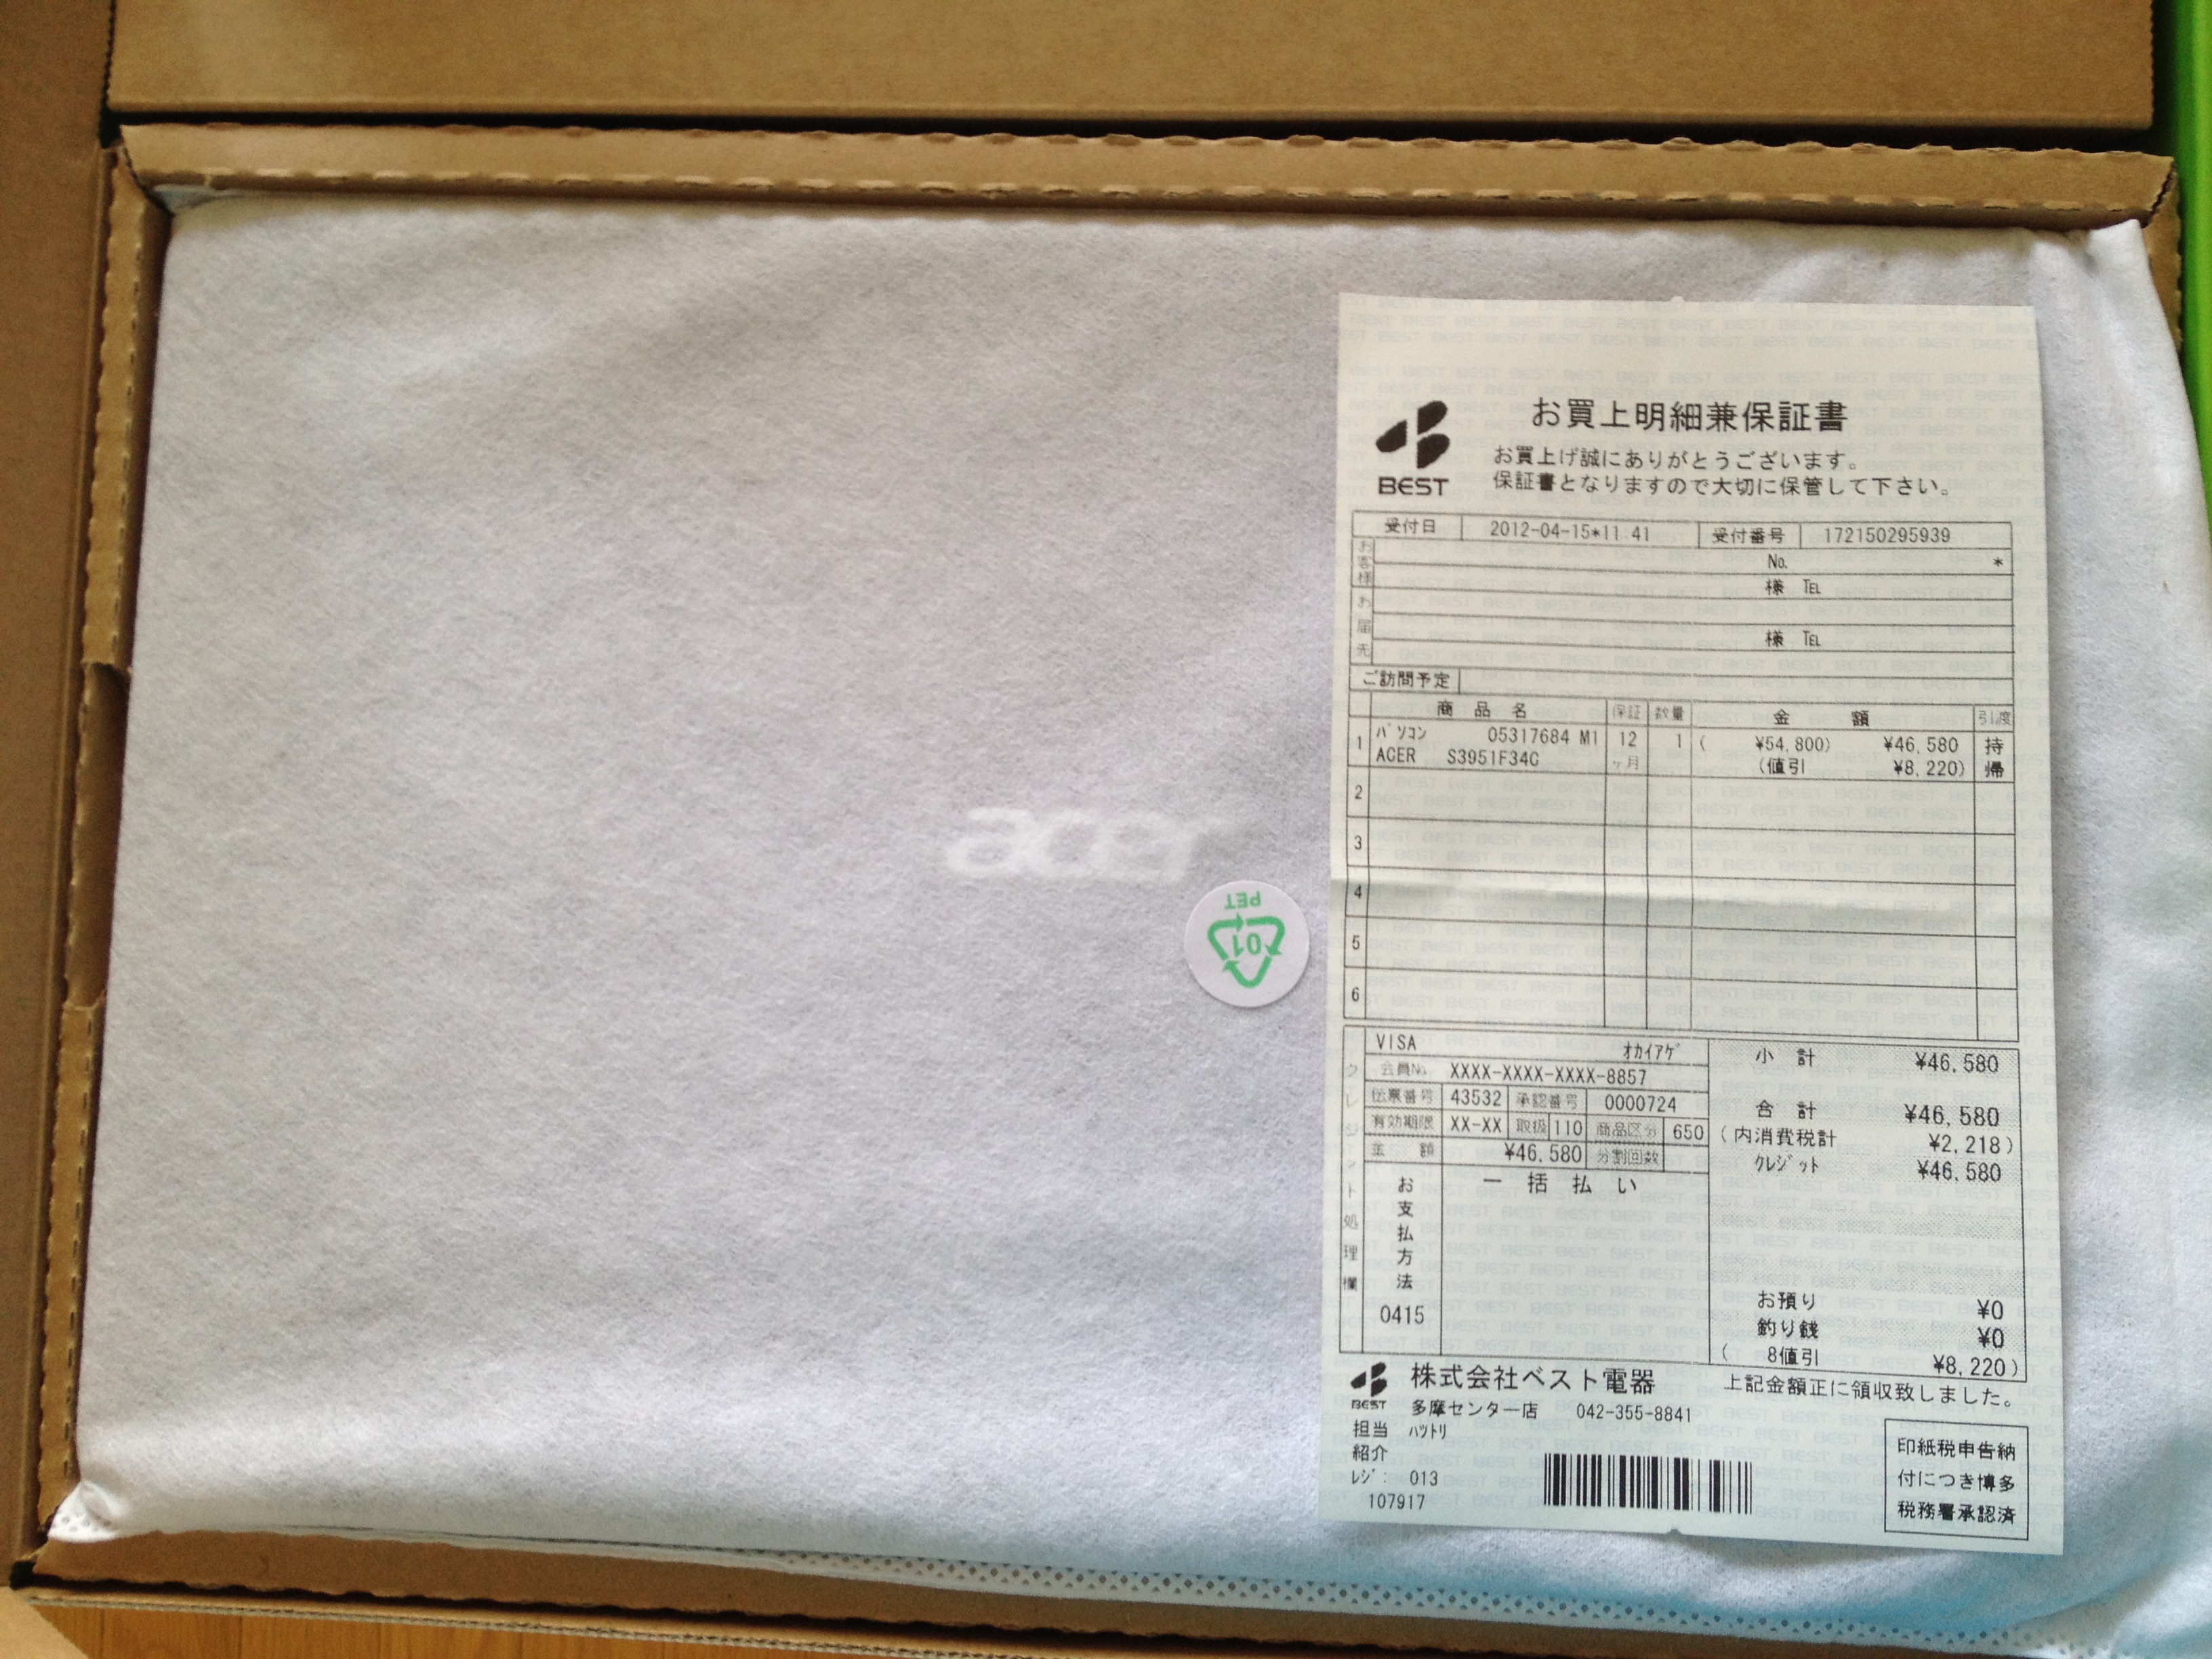 acer
PET
01
お買上明細兼保証書
BEST
お買上げ誠にありがとうございます。
保証書となりますので大切に保管して下さい。
受付日 2012-04-15*11 41 受付番号 172150295939
お客様 No. *
様 TEL
お届先
様 TEL
ご訪問予定
商品名 保証 数量 金額 引渡
1 パソコン 05317684 M1 12 1 ( ¥54,800) ¥46,580 持
ACER S3951F34C ヶ月 (値引 ¥8,220) 帰
2
3
4
5
6
クレジット処理欄
VISA オカイアゲ
会員No. XXXX-XXXX-XXXX-8857
伝票番号 43532 承認番号 0000724
有効期限 XX-XX 取扱 110 商品区分 650
金額 ¥46,580 分割回数
お支払方法 一括払い
0415
小計 ¥46,580
合計 ¥46,580
(内消費税計 ¥2,218)
クレジット ¥46,580
お預り ¥0
釣り銭 ¥0
( 8値引 ¥8,220)
BEST
株式会社ベスト電器
上記金額正に領収致しました。
多摩センター店 042-355-8841
担当 ハットリ
紹介
レジ: 013
107917
印紙税申告納
付につき博多
税務署承認済